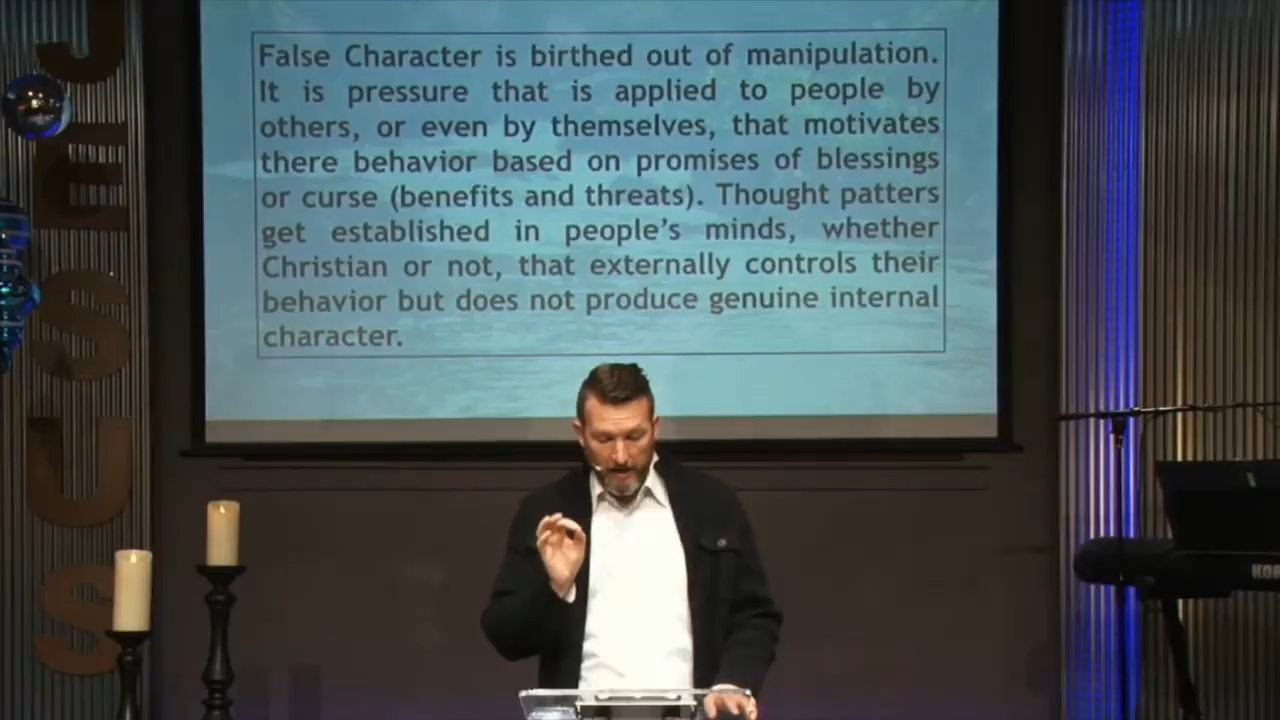 False Character is birthed out of manipulation.
It is pressure that is applied to people by
others, or even by themselves, that motivates
there behavior based on promises of blessings
or curse (benefits and threats). Thought patters
get established in people’s minds, whether
Christian or not, that externally controls their
behavior but does not produce genuine internal
character.
JESUS
KOR